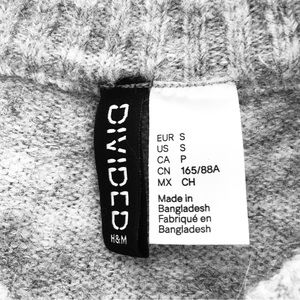 DIVIDED
H&M
EUR S
US S
CA P
CN 165/88A
MX CH
Made in
Bangladesh
Fabriqué en
Bangladesh